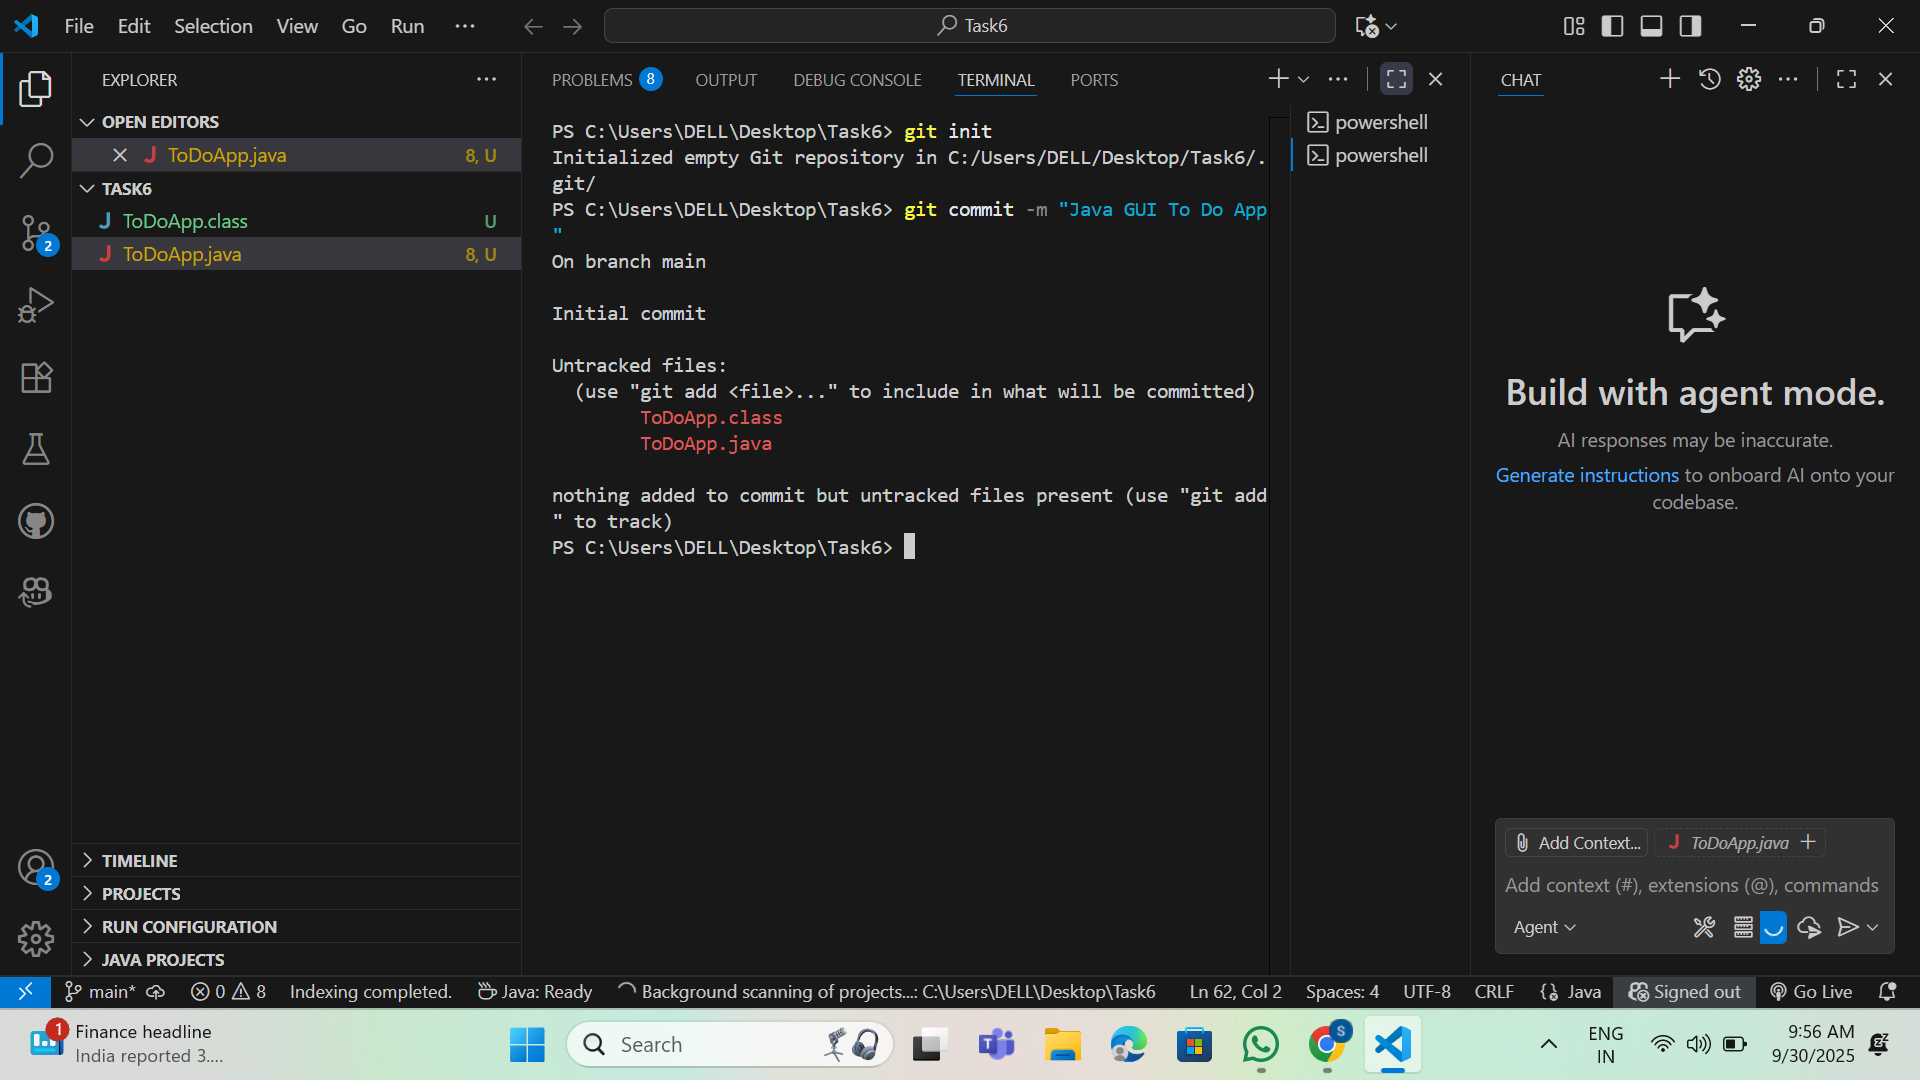 File Edit Selection View Go Run ...
Task6
EXPLORER
OPEN EDITORS
ToDoApp.java 8, U
TASK6
ToDoApp.class U
ToDoApp.java 8, U
TIMELINE
PROJECTS
RUN CONFIGURATION
JAVA PROJECTS
2
2
PROBLEMS 8 OUTPUT DEBUG CONSOLE TERMINAL PORTS
PS C:\Users\DELL\Desktop\Task6> git init
Initialized empty Git repository in C:/Users/DELL/Desktop/Task6/.
git/
PS C:\Users\DELL\Desktop\Task6> git commit -m "Java GUI To Do App
"
On branch main
Initial commit
Untracked files:
(use "git add <file>..." to include in what will be committed)
ToDoApp.class
ToDoApp.java
nothing added to commit but untracked files present (use "git add
" to track)
PS C:\Users\DELL\Desktop\Task6>
powershell
powershell
CHAT
Build with agent mode.
AI responses may be inaccurate.
Generate instructions to onboard AI onto your
codebase.
Add Context... ToDoApp.java
Add context (#), extensions (@), commands
Agent
main* 0 8 Indexing completed. Java: Ready Background scanning of projects...: C:\Users\DELL\Desktop\Task6 Ln 62, Col 2 Spaces: 4 UTF-8 CRLF Java Signed out Go Live
1
Finance headline
India reported 3....
Search
T
S
ENG
IN
9:56 AM
9/30/2025